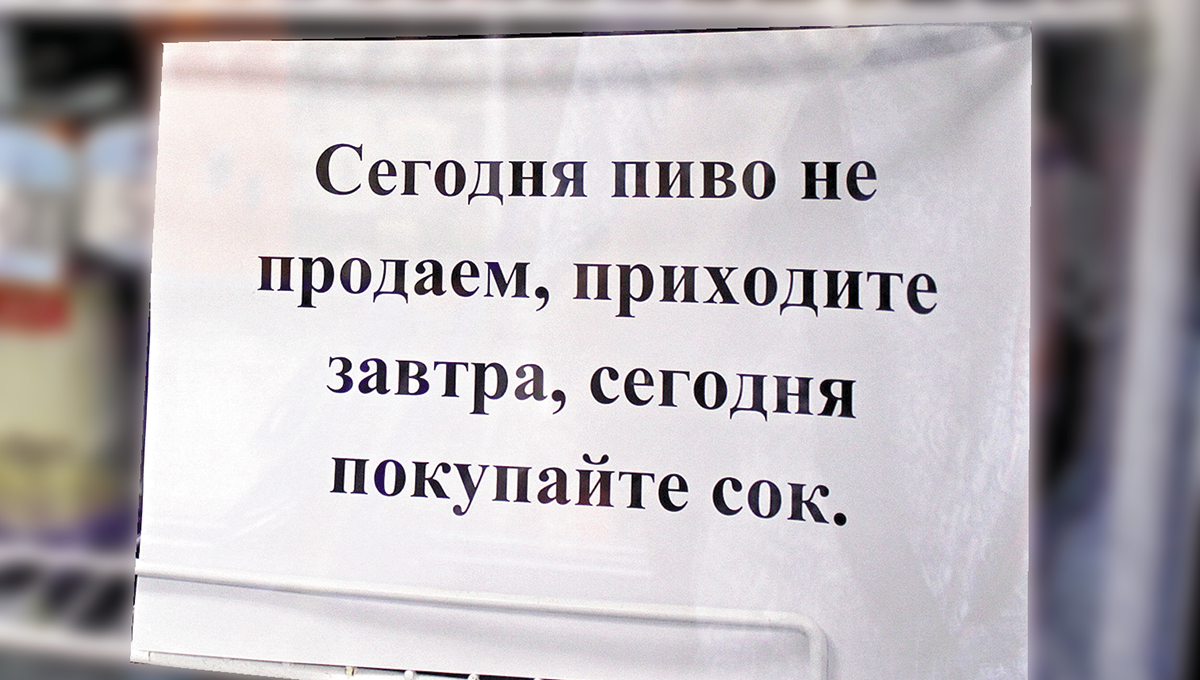 Сегодня пиво не
продаем, приходите
завтра, сегодня
покупайте сок.